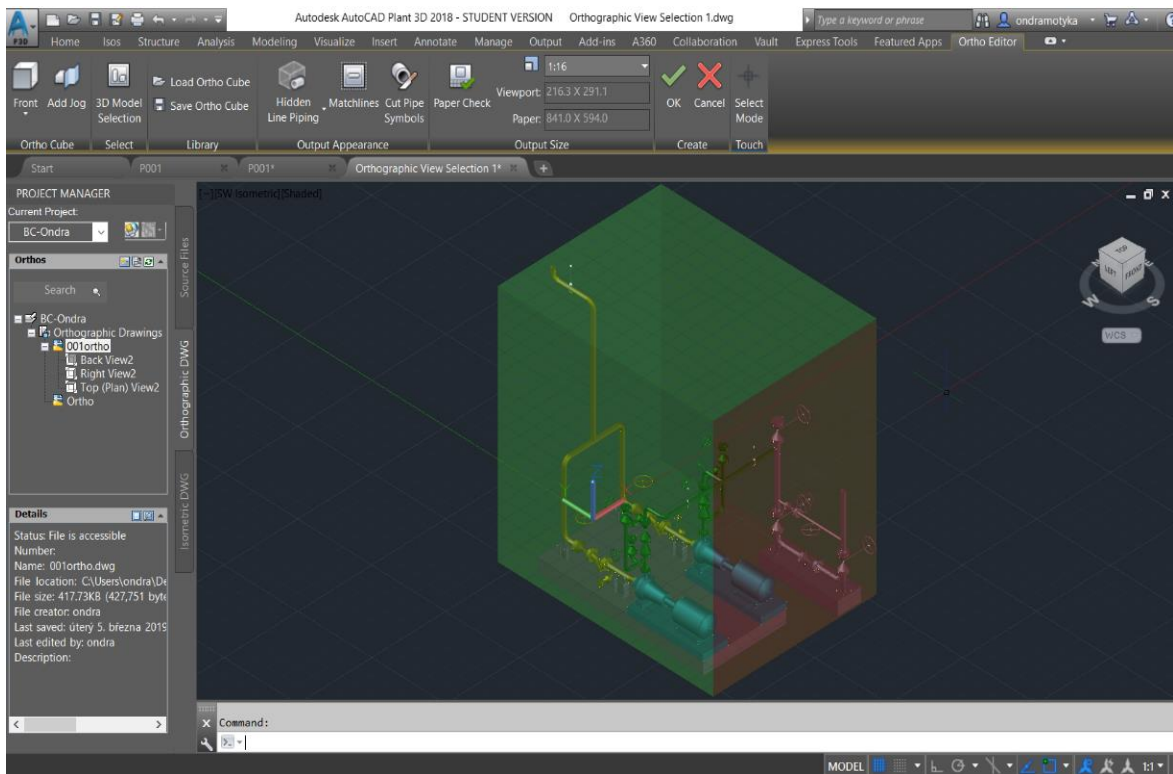 Autodesk AutoCAD Plant 3D 2018 - STUDENT VERSION Orthographic View Selection 1.dwg
Type a keyword or phrase
ondramotyka
P3D
Home Isos Structure Analysis Modeling Visualize Insert Annotate Manage Output Add-ins A360 Collaboration Vault Express Tools Featured Apps Ortho Editor
Front
Add Jog
3D Model
Selection
Load Ortho Cube
Save Ortho Cube
Hidden
Line Piping
Matchlines
Cut Pipe
Symbols
Paper Check
1:16
Viewport: 216.3 X 291.1
Paper: 841.0 X 594.0
OK
Cancel
Select
Mode
Ortho Cube Select Library Output Appearance Output Size Create Touch
Start P001 P001* Orthographic View Selection 1*
PROJECT MANAGER
Current Project:
BC-Ondra
Orthos
Search
BC-Ondra
Orthographic Drawings
001ortho
Back View2
Right View2
Top (Plan) View2
Ortho
Source Files
Orthographic DWG
Isometric DWG
Details
Status: File is accessible
Number:
Name: 001ortho.dwg
File location: C:\Users\ondra\De
File size: 417.73KB (427,751 byte
File creator: ondra
Last saved: úterý 5. března 2019
Last edited by: ondra
Description:
[-][SW Isometric][Shaded]
TOP
LEFT
FRONT
N
E
W
S
WCS
Command:
MODEL
1:1